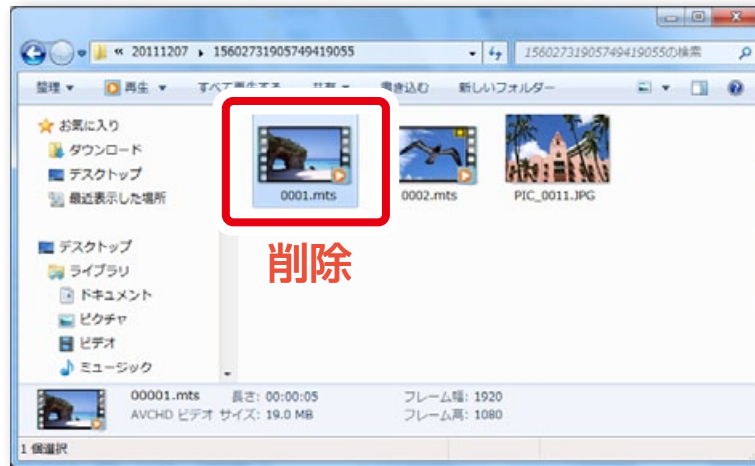 « 20111207 ▸ 15602731905749419055
15602731905749419055の検索
整理 再生 すべて再生する 共有 書き込む 新しいフォルダー
お気に入り
ダウンロード
デスクトップ
最近表示した場所
デスクトップ
ライブラリ
ドキュメント
ピクチャ
ビデオ
ミュージック
0001.mts
0002.mts
PIC_0011.JPG
削除
00001.mts 長さ: 00:00:05 フレーム幅: 1920
AVCHD ビデオ サイズ: 19.0 MB フレーム高: 1080
1 個選択